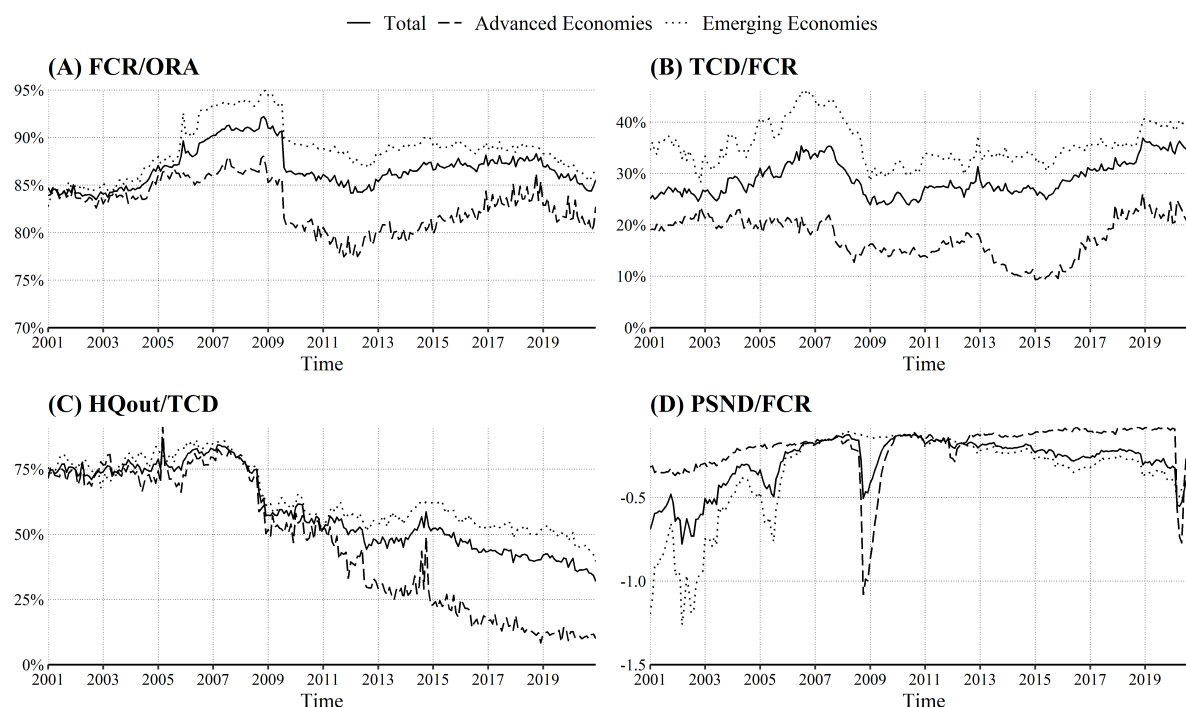 Total Advanced Economies Emerging Economies
(A) FCR/ORA
95%
90%
85%
80%
75%
70%
2001 2003 2005 2007 2009 2011 2013 2015 2017 2019
Time
(B) TCD/FCR
40%
30%
20%
10%
0%
2001 2003 2005 2007 2009 2011 2013 2015 2017 2019
Time
(C) HQout/TCD
75%
50%
25%
0%
2001 2003 2005 2007 2009 2011 2013 2015 2017 2019
Time
(D) PSND/FCR
-0.5
-1.0
-1.5
2001 2003 2005 2007 2009 2011 2013 2015 2017 2019
Time